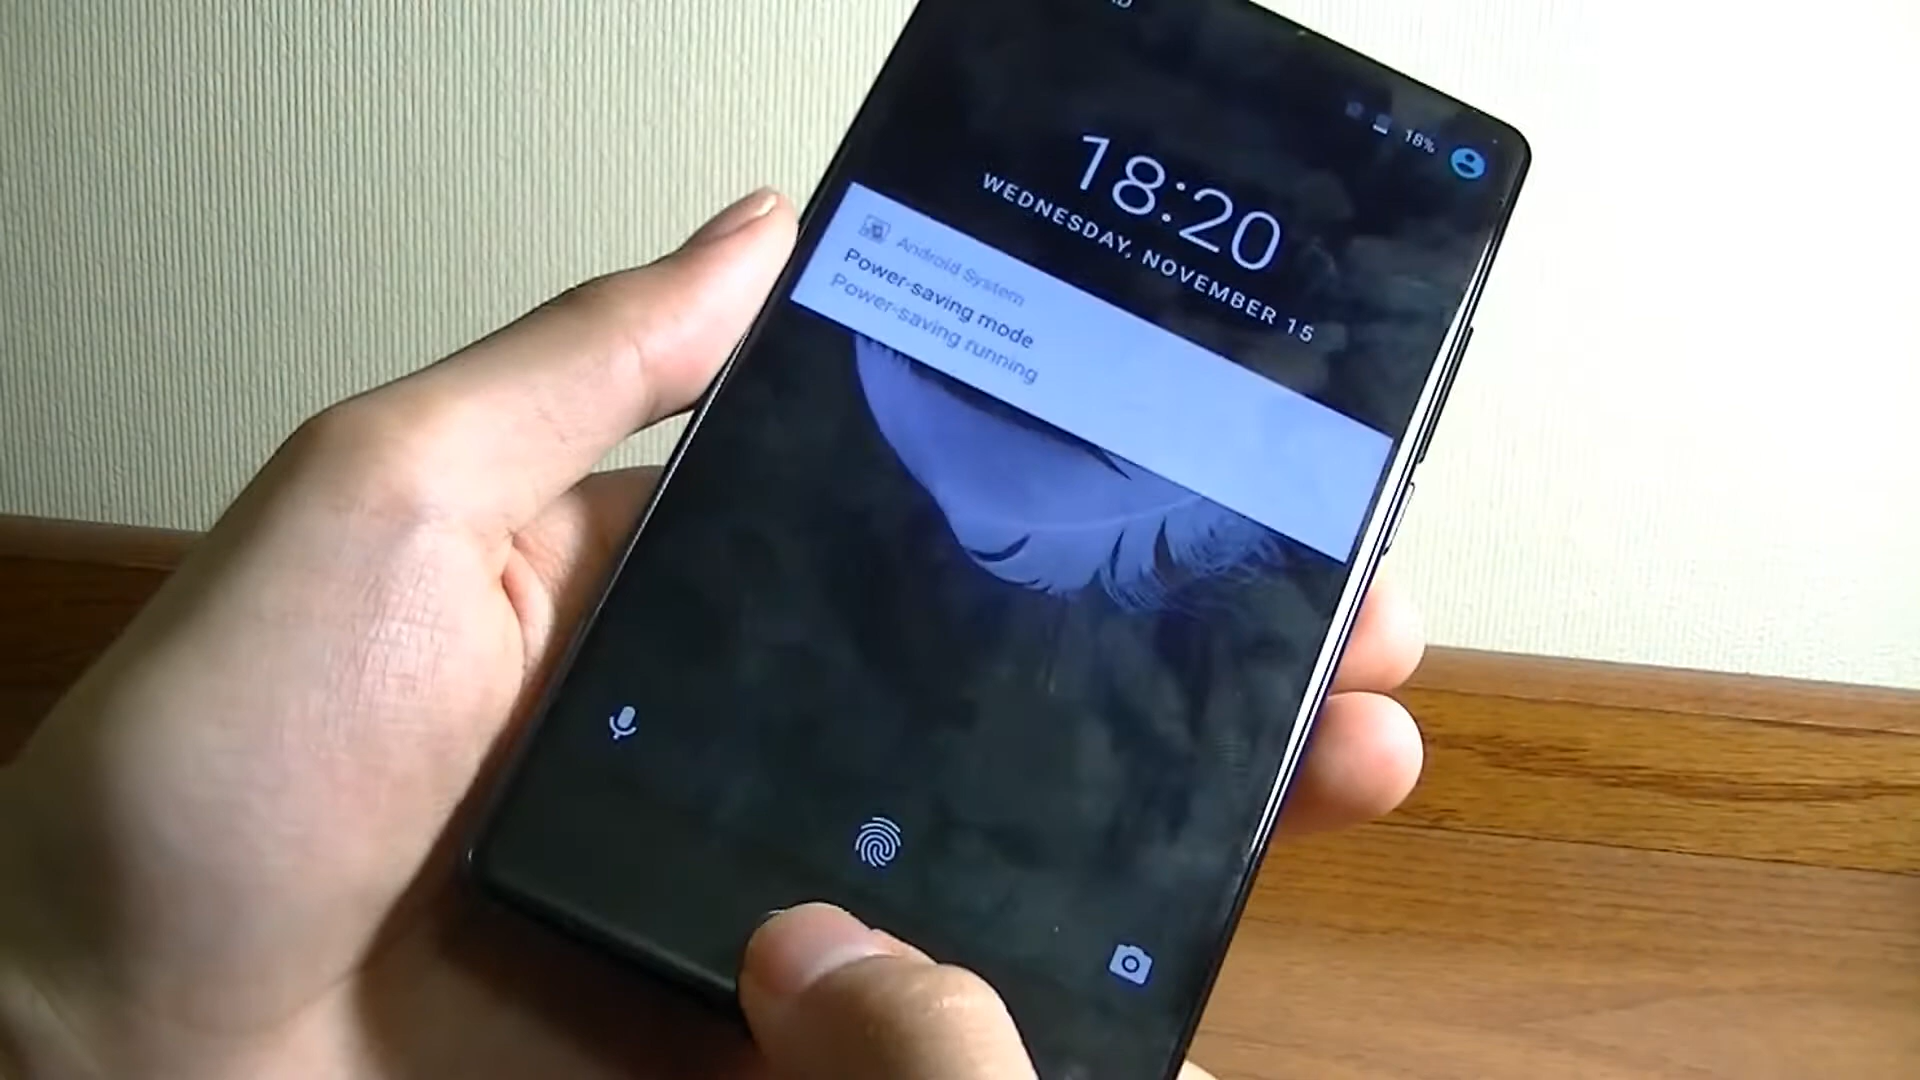 18%
18:20
WEDNESDAY, NOVEMBER 15
Android System
Power-saving mode
Power-saving running